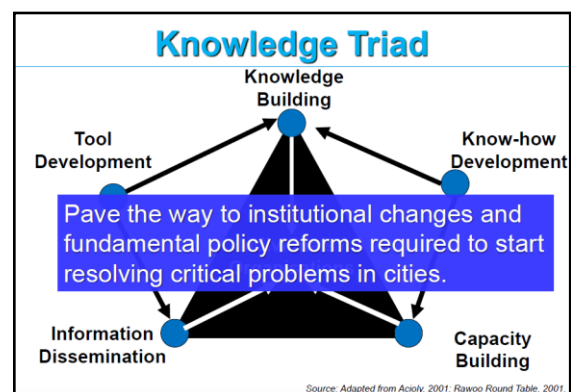 Knowledge Triad
Knowledge
Building
Tool
Development
Know-how
Development
Pave the way to institutional changes and
fundamental policy reforms required to start
resolving critical problems in cities.
Information
Dissemination
Capacity
Building
Source: Adapted from Acioly, 2001; Rawoo Round Table, 2001.